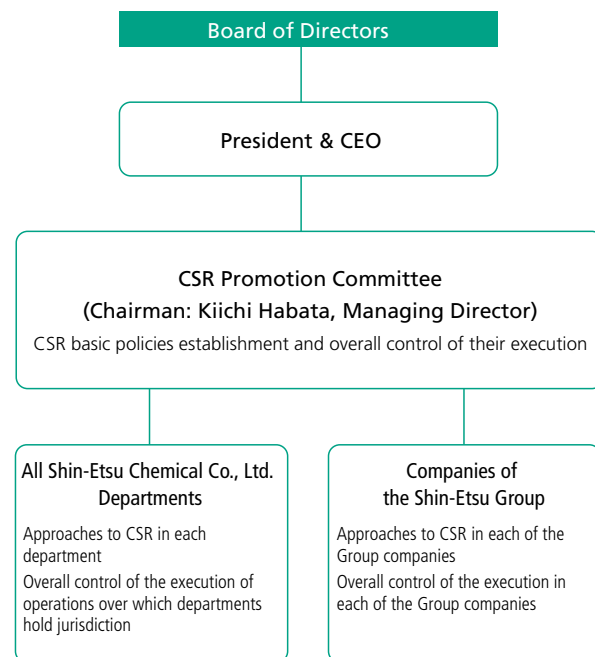 Board of Directors
President & CEO
CSR Promotion Committee
(Chairman: Kiichi Habata, Managing Director)
CSR basic policies establishment and overall control of their execution
All Shin-Etsu Chemical Co., Ltd.
Departments
Approaches to CSR in each
department
Overall control of the execution of
operations over which departments
hold jurisdiction
Companies of
the Shin-Etsu Group
Approaches to CSR in each of the
Group companies
Overall control of the execution in
each of the Group companies